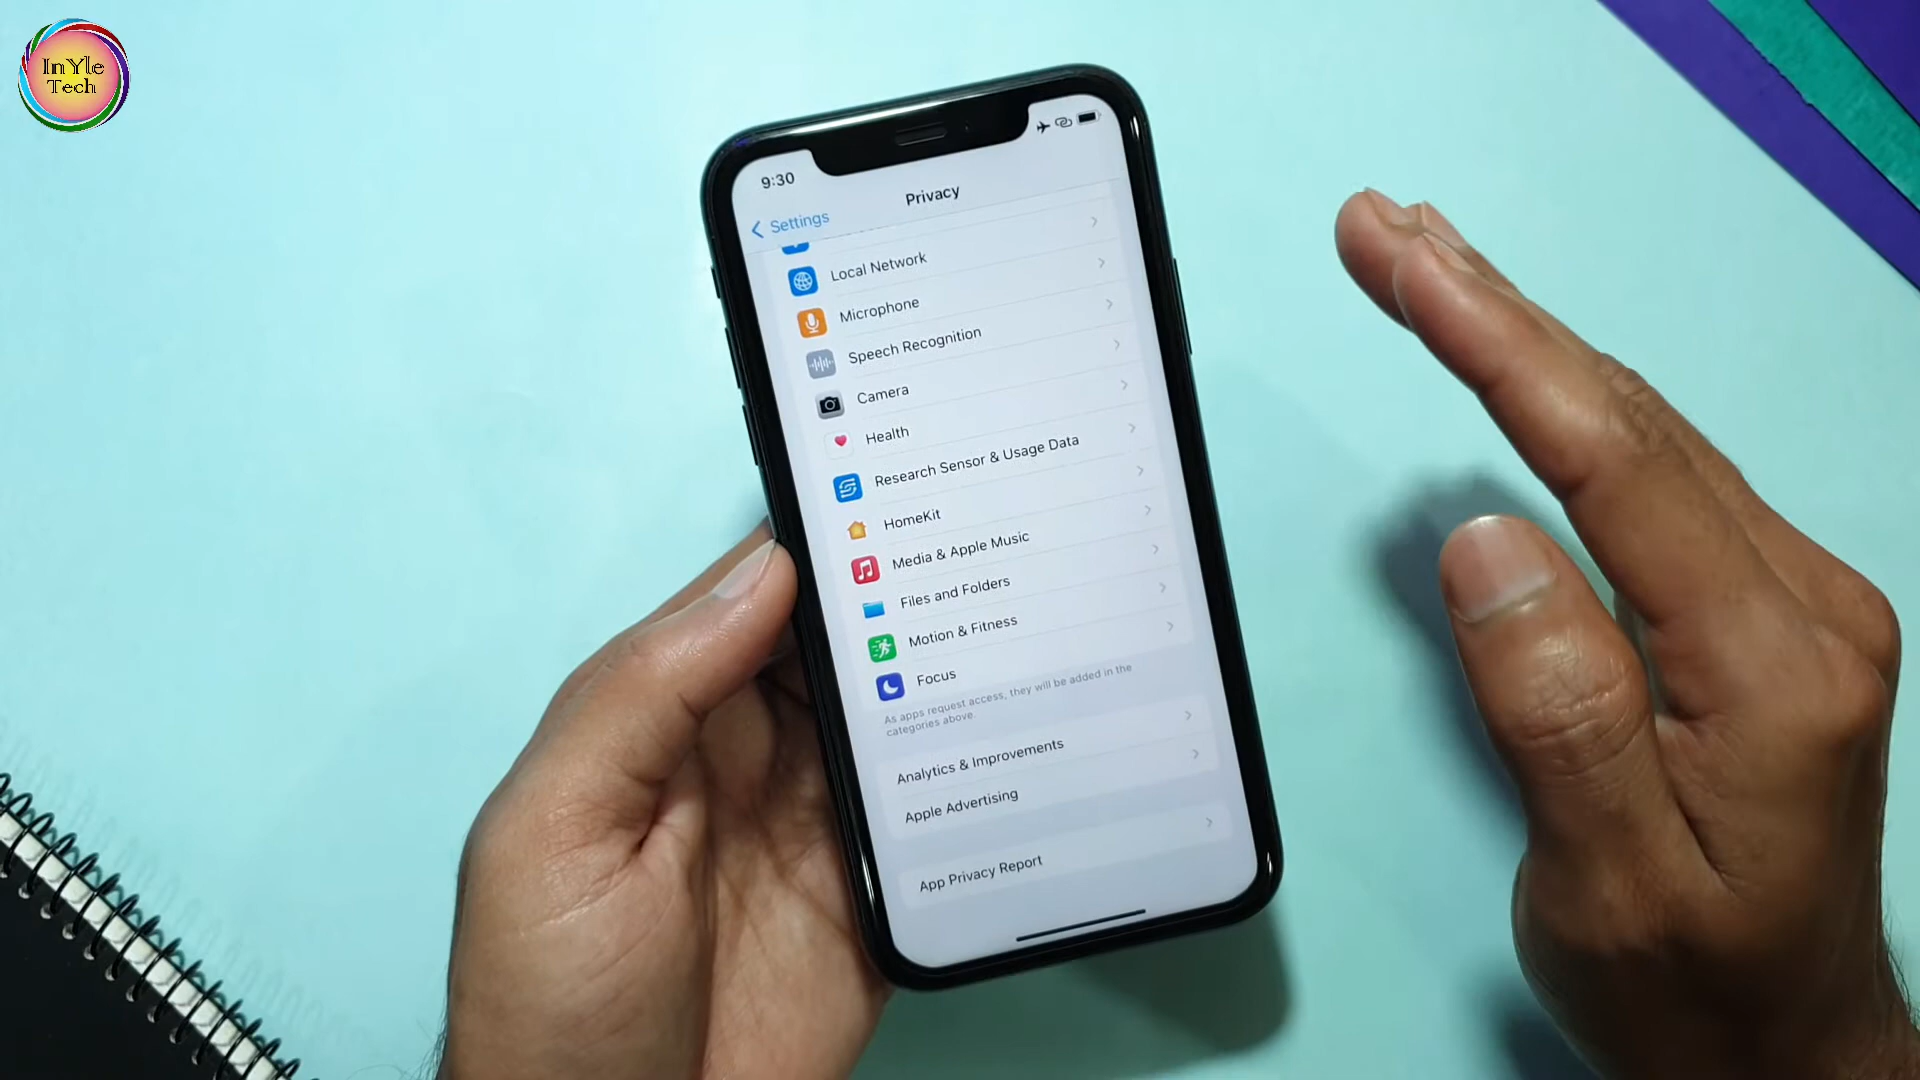 InYle
Tech
9:30
Privacy
Settings
Local Network
Microphone
Speech Recognition
Camera
Health
Research Sensor & Usage Data
HomeKit
Media & Apple Music
Files and Folders
Motion & Fitness
Focus
As apps request access, they will be added in the
categories above.
Analytics & Improvements
Apple Advertising
App Privacy Report